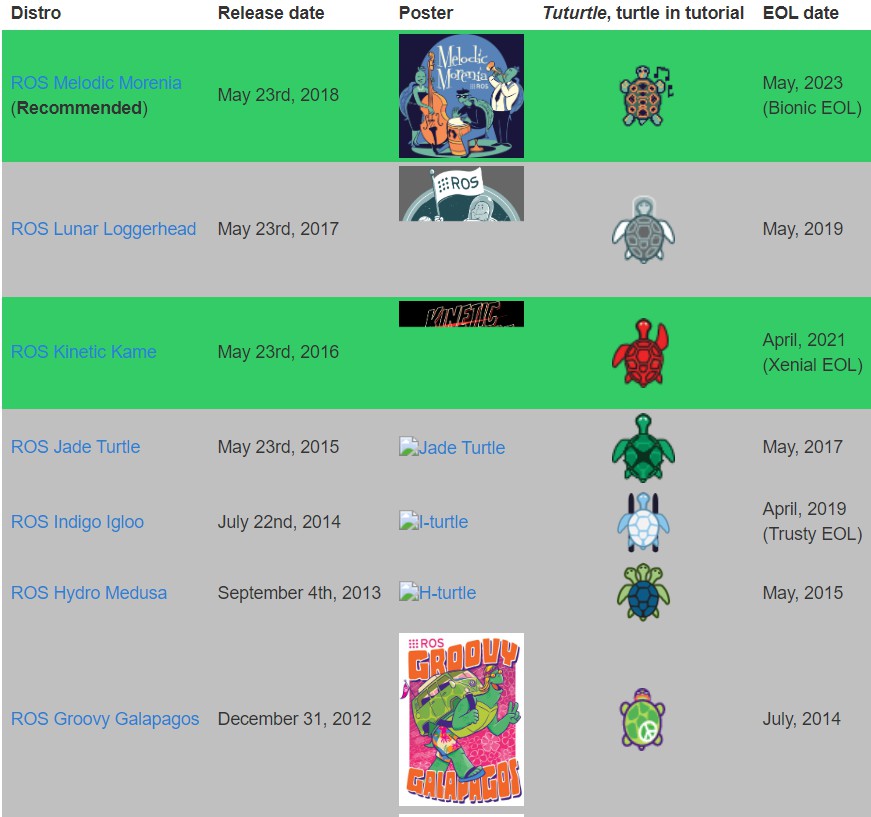 Distro Release date Poster Tuturtle, turtle in tutorial EOL date
ROS Melodic Morenia
(Recommended)
May 23rd, 2018
Melodic
Morenia
ROS
May, 2023
(Bionic EOL)
ROS Lunar Loggerhead
May 23rd, 2017
ROS
May, 2019
ROS Kinetic Kame
May 23rd, 2016
KINETIC
April, 2021
(Xenial EOL)
ROS Jade Turtle
May 23rd, 2015
Jade Turtle
May, 2017
ROS Indigo Igloo
July 22nd, 2014
I-turtle
April, 2019
(Trusty EOL)
ROS Hydro Medusa
September 4th, 2013
H-turtle
May, 2015
ROS Groovy Galapagos
December 31, 2012
ROS
GROOVY
GALAPAGOS
July, 2014